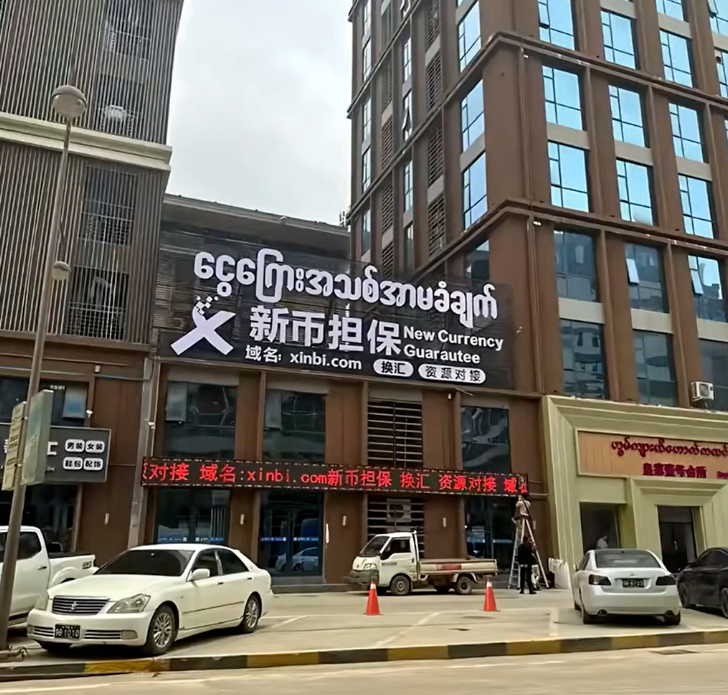 ငွေကြေးအသစ်အာမခံချက်
新币担保
New Currency
Guarautee
域名: xinbi.com
换汇
资源对接
对接 域名:xinbi.com新币担保 换汇 资源对接
男装
女装
鞋包
配饰